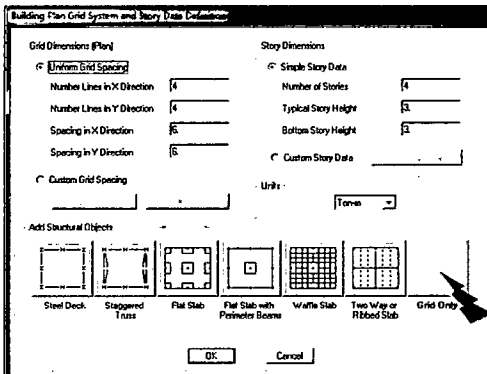 Building Plan Grid System and Story Data Definition
Grid Dimensions (Plan)
Uniform Grid Spacing
Number Lines in X Direction 4
Number Lines in Y Direction 4
Spacing in X Direction 6.
Spacing in Y Direction 6.
Custom Grid Spacing
Story Dimensions
Simple Story Data
Number of Stories 4
Typical Story Height 3.
Bottom Story Height 3.
Custom Story Data
Units
Ton-m
Add Structural Objects
Steel Deck
Staggered Truss
Flat Slab
Flat Slab with Perimeter Beams
Waffle Slab
Two Way or Ribbed Slab
Grid Only
OK
Cancel